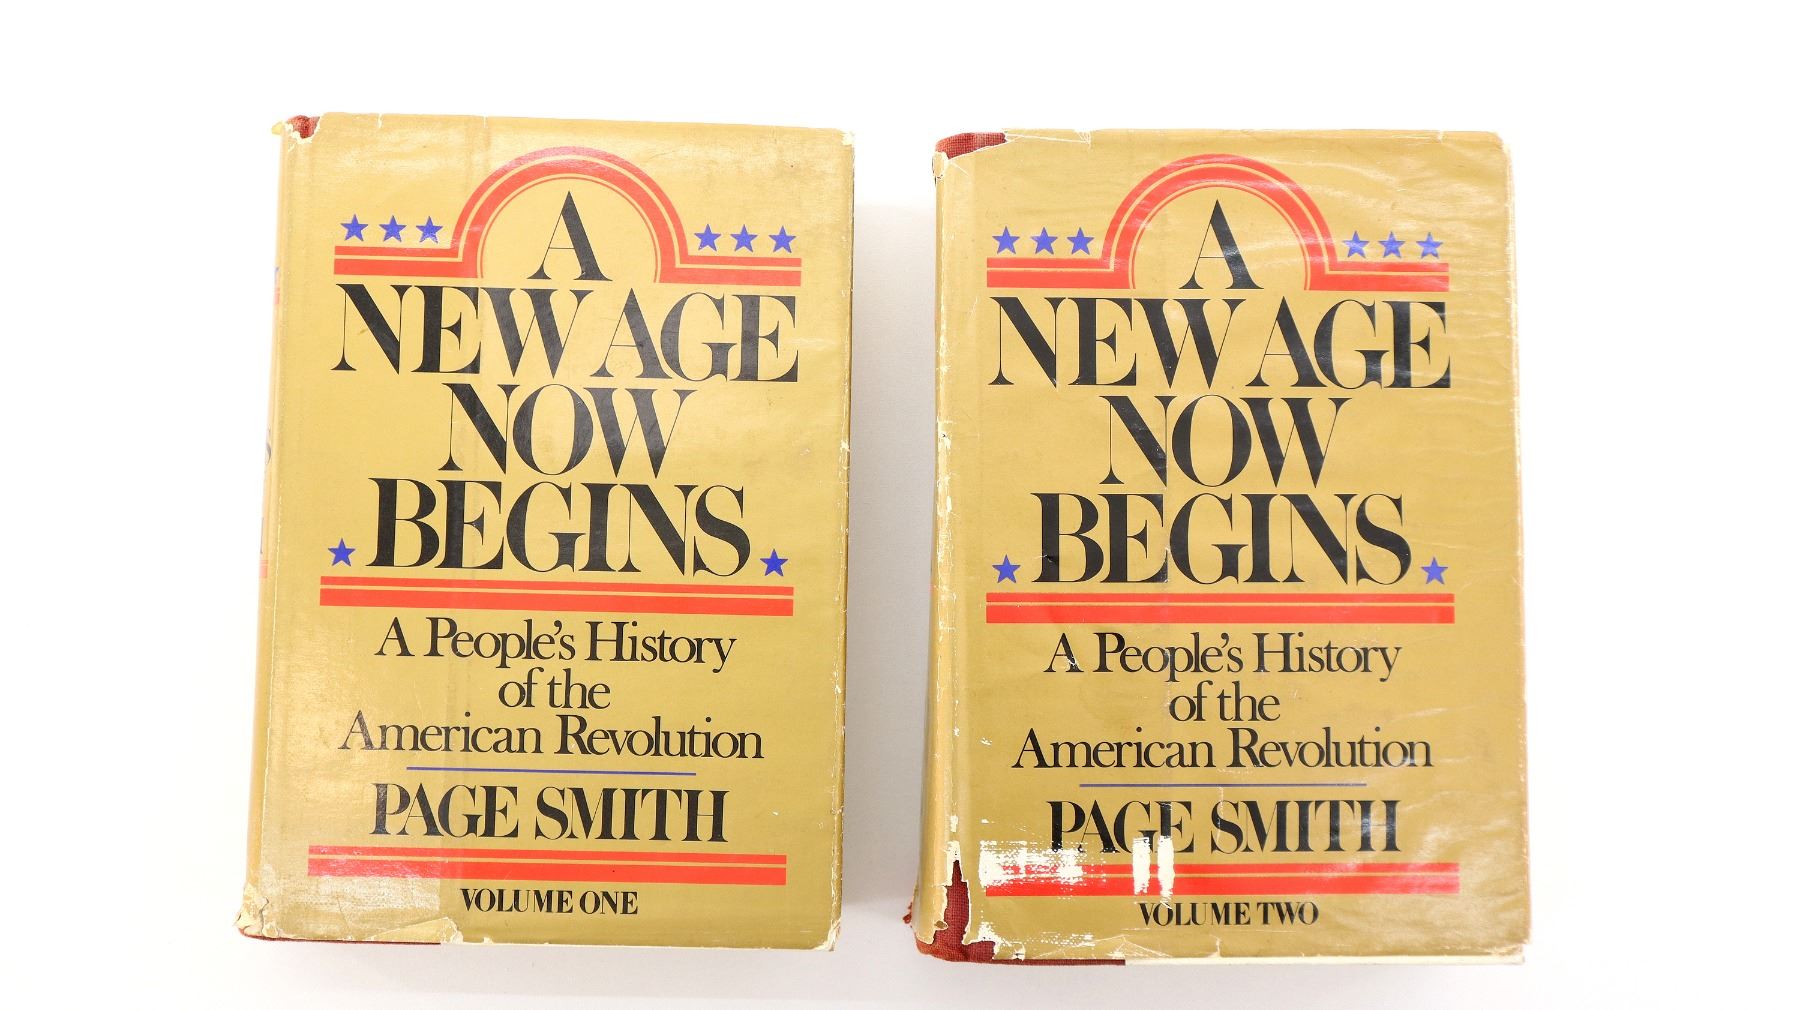 A
NEW AGE
NOW
BEGINS
A People's History
of the
American Revolution
PAGE SMITH
VOLUME ONE
A
NEW AGE
NOW
BEGINS
A People's History
of the
American Revolution
PAGE SMITH
VOLUME TWO